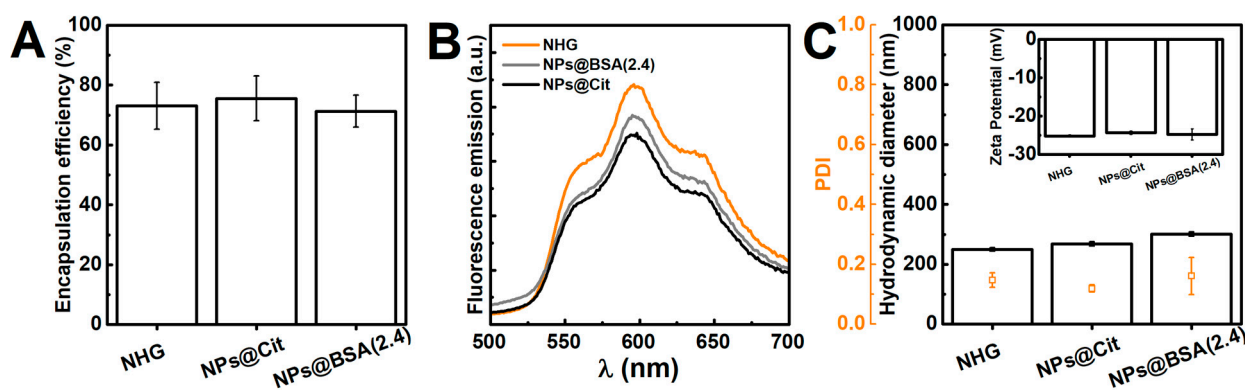 A
Encapsulation efficiency (%)
100
80
60
40
20
0
NHG
NPs@Cit
NPs@BSA(2.4)
B
Fluorescence emission (a.u.)
NHG
NPs@BSA(2.4)
NPs@Cit
500
550
600
650
700
λ (nm)
C
PDI
1.0
0.8
0.6
0.4
0.2
0.0
Hydrodynamic diameter (nm)
1000
800
600
400
200
0
NHG
NPs@Cit
NPs@BSA(2.4)
Zeta Potential (mV)
0
-10
-20
-30
NHG
NPs@Cit
NPs@BSA(2.4)